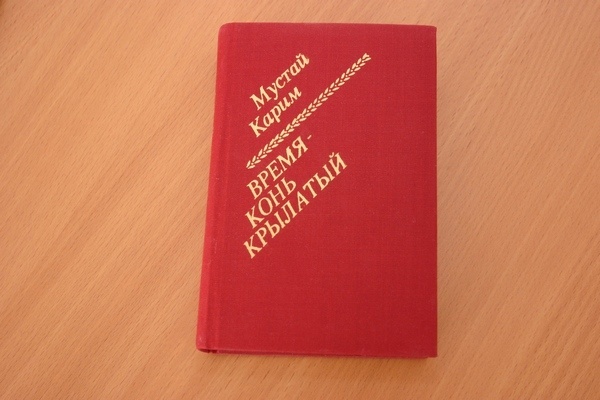 Мустай
Карим
ВРЕМЯ-
КОНЬ
КРЫЛАТЫЙ